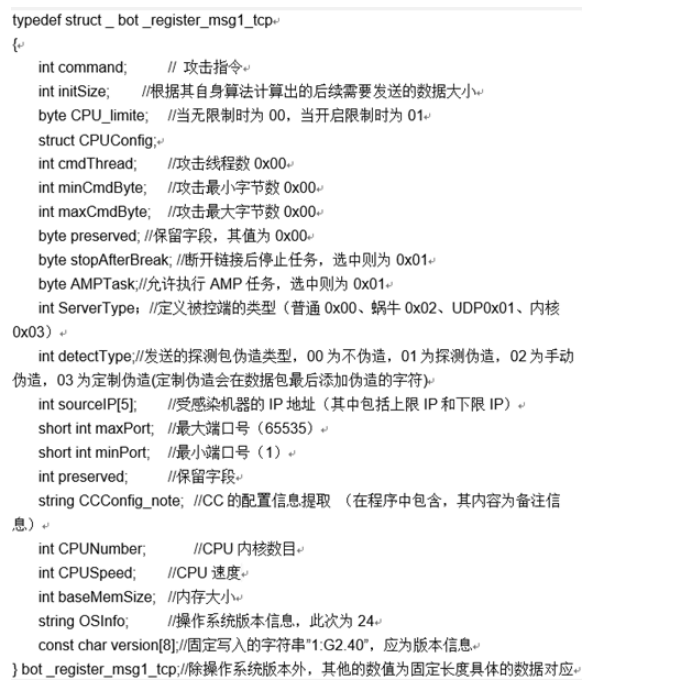 typedef struct _ bot _register_msg1_tcp
{
int command; // 攻击指令
int initSize; //根据其自身算法计算出的后续需要发送的数据大小
byte CPU_limite; //当无限制时为 00，当开启限制时为 01
struct CPUConfig;
int cmdThread; //攻击线程数 0x00
int minCmdByte; //攻击最小字节数 0x00
int maxCmdByte; //攻击最大字节数 0x00
byte preserved; //保留字段，其值为 0x00
byte stopAfterBreak; //断开链接后停止任务，选中则为 0x01
byte AMPTask;//允许执行 AMP 任务，选中则为 0x01
int ServerType；//定义被控端的类型（普通 0x00、蜗牛 0x02、UDP0x01、内核
0x03）
int detectType;//发送的探测包伪造类型，00 为不伪造，01 为探测伪造，02 为手动
伪造，03 为定制伪造(定制伪造会在数据包最后添加伪造的字符)
int sourceIP[5]; //受感染机器的 IP 地址（其中包括上限 IP 和下限 IP）
short int maxPort; //最大端口号（65535）
short int minPort; //最小端口号（1）
int preserved; //保留字段
string CCConfig_note; //CC 的配置信息提取 （在程序中包含，其内容为备注信
息）
int CPUNumber; //CPU 内核数目
int CPUSpeed; //CPU 速度
int baseMemSize; //内存大小
string OSInfo; //操作系统版本信息，此次为 24
const char version[8];//固定写入的字符串"1:G2.40”，应为版本信息
} bot _register_msg1_tcp;//除操作系统版本外，其他的数值为固定长度具体的数据对应